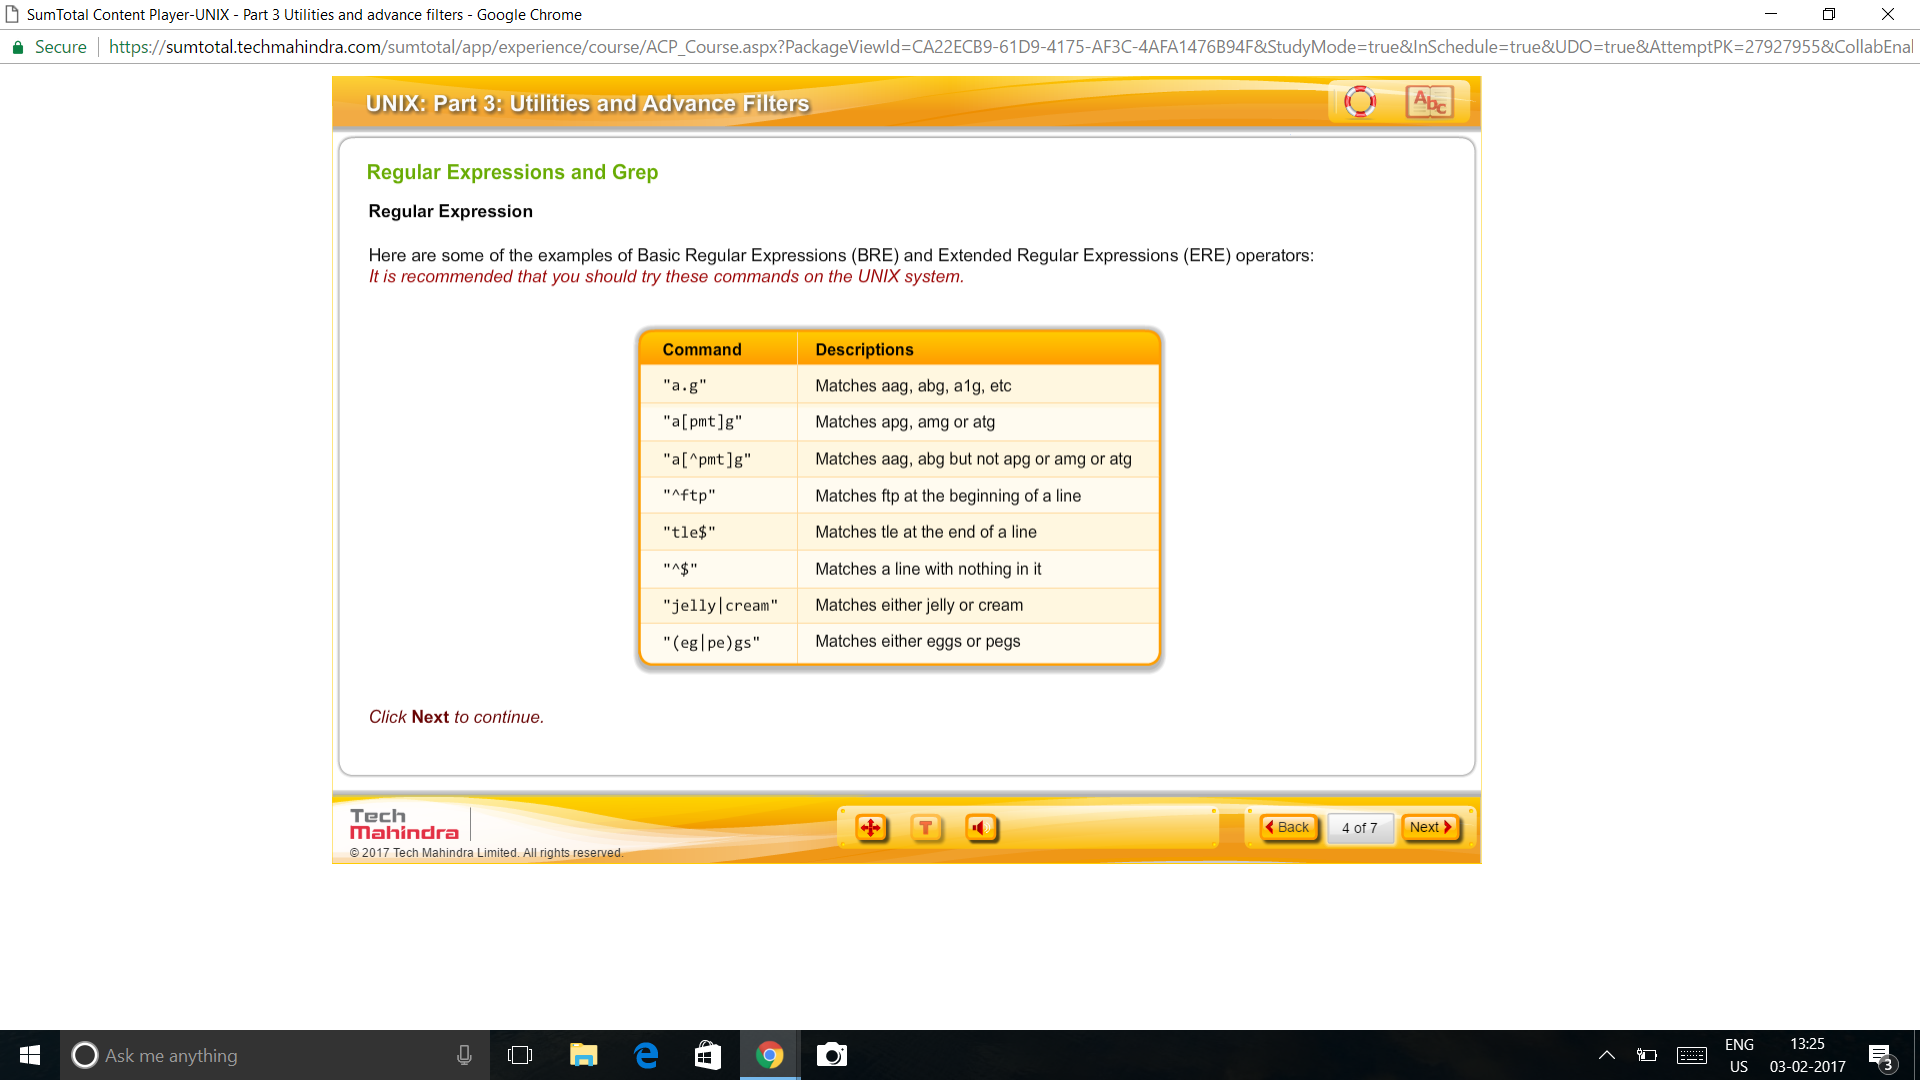 SumTotal Content Player-UNIX - Part 3 Utilities and advance filters - Google Chrome
Secure https://sumtotal.techmahindra.com/sumtotal/app/experience/course/ACP_Course.aspx?PackageViewId=CA22ECB9-61D9-4175-AF3C-4AFA1476B94F&StudyMode=true&InSchedule=true&UDO=true&AttemptPK=27927955&CollabEnal
UNIX: Part 3: Utilities and Advance Filters
Abc
Regular Expressions and Grep
Regular Expression
Here are some of the examples of Basic Regular Expressions (BRE) and Extended Regular Expressions (ERE) operators:
It is recommended that you should try these commands on the UNIX system.
Command Descriptions
"a.g" Matches aag, abg, a1g, etc
"a[pmt]g" Matches apg, amg or atg
"a[^pmt]g" Matches aag, abg but not apg or amg or atg
"^ftp" Matches ftp at the beginning of a line
"tle$" Matches tle at the end of a line
"^$" Matches a line with nothing in it
"jelly|cream" Matches either jelly or cream
"(eg|pe)gs" Matches either eggs or pegs
Click Next to continue.
Tech
Mahindra
© 2017 Tech Mahindra Limited. All rights reserved.
T
Back 4 of 7 Next
Ask me anything
ENG
US
13:25
03-02-2017
3